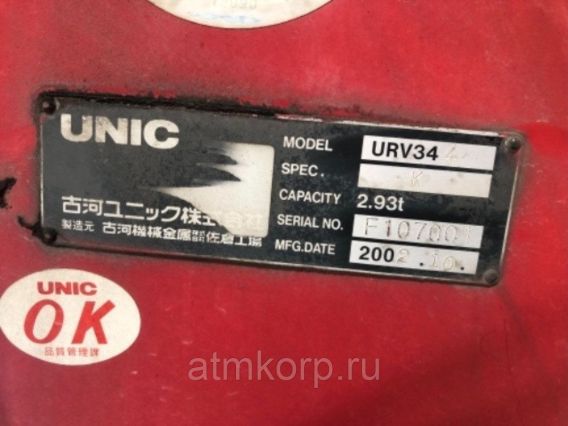 UNIC
MODEL URV344
SPEC. K
CAPACITY 2.93t
SERIAL NO.
MFG.DATE 2002.10.
古河ユニック株式会社
製造元 古河機械金属株式会社佐倉工場
UNIC
OK
品質管理課
atmkorp.ru